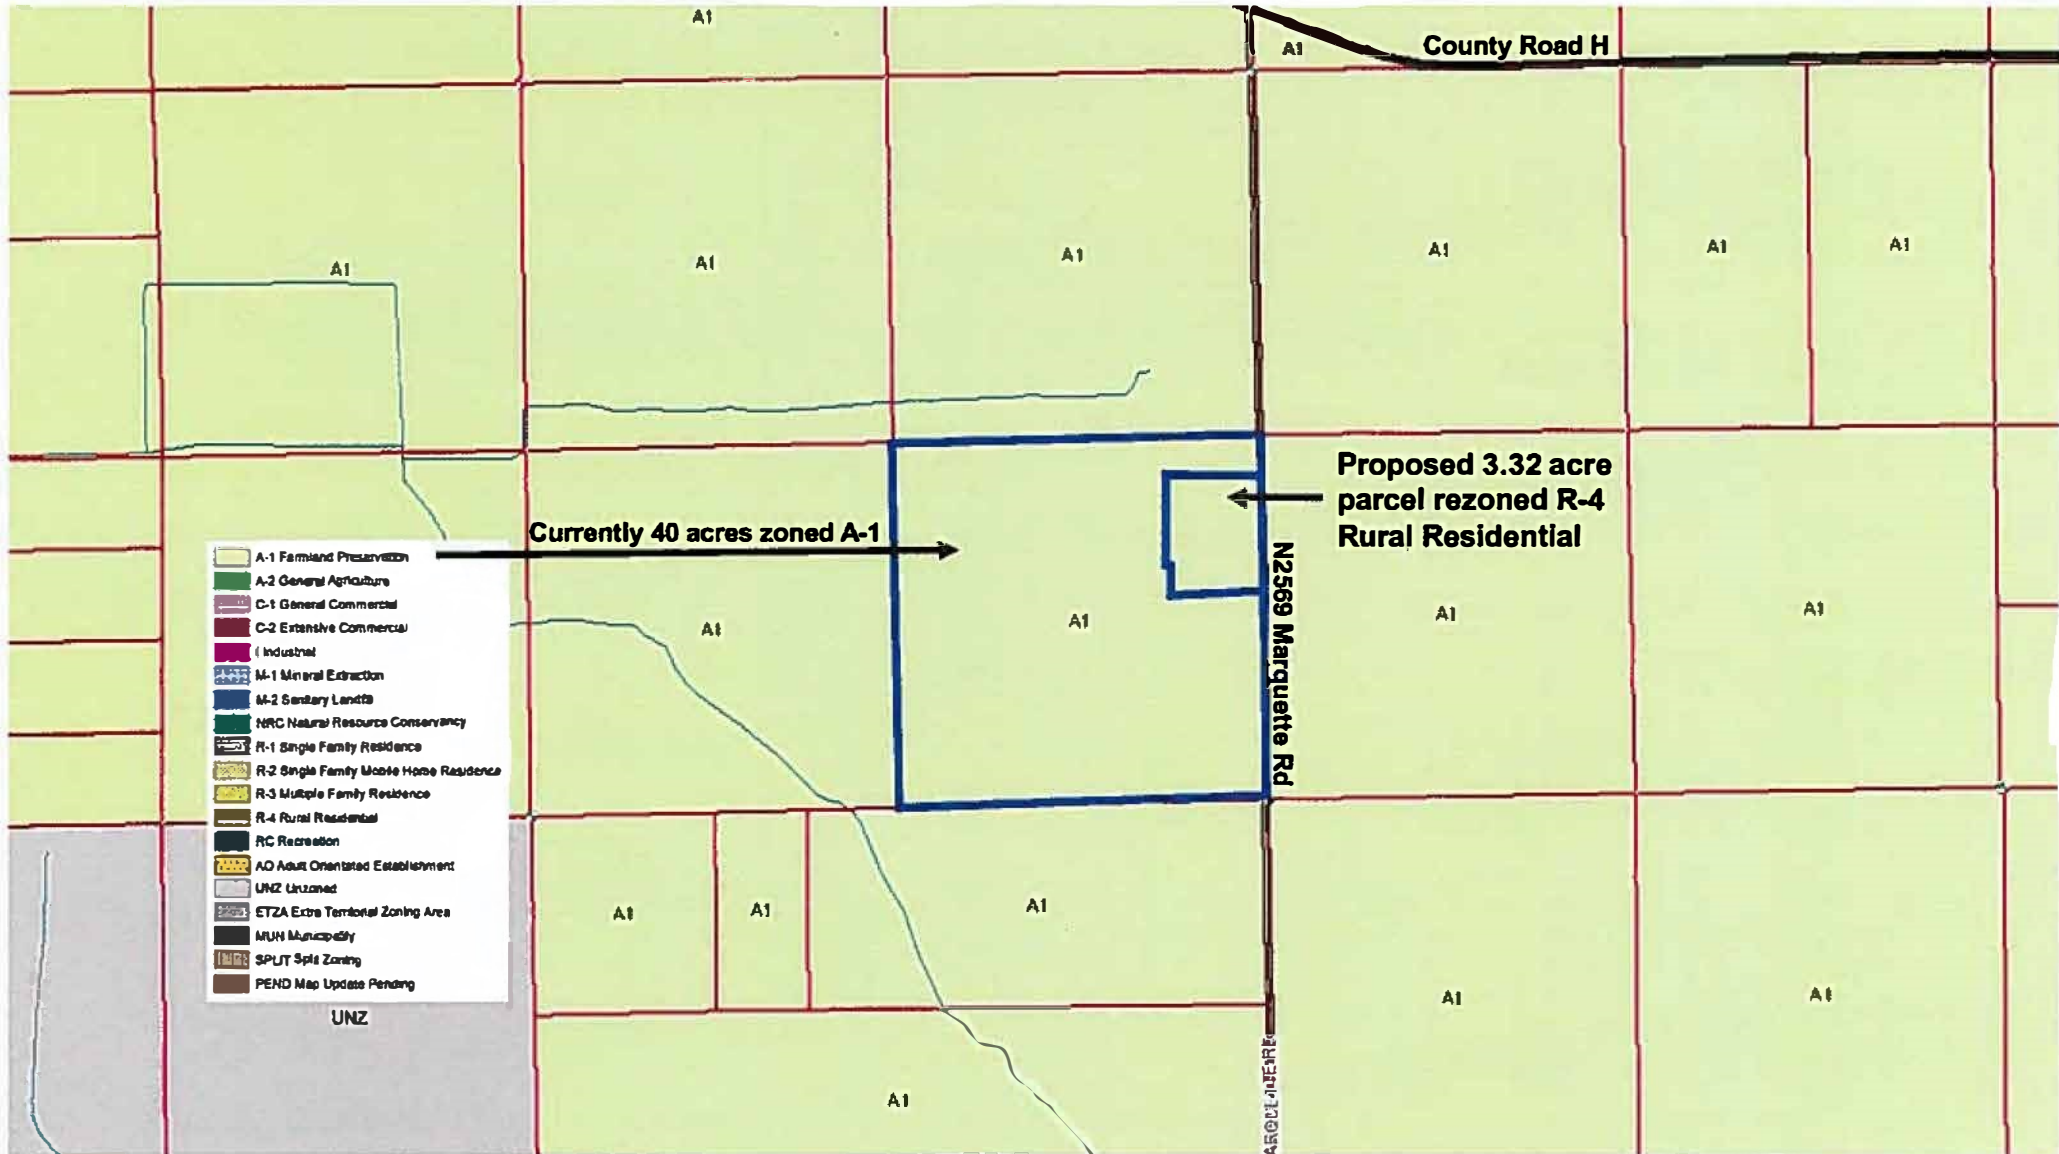 A1
A1
County Road H
A1
A1
A1
A1
A1
A1
A1
Proposed 3.32 acre
parcel rezoned R-4
Rural Residential
Currently 40 acres zoned A-1
N2569 Marquette Rd
A-1 Farmland Preservation
A-2 General Agriculture
C-1 General Commercial
C-2 Extensive Commercial
I Industrial
M-1 Mineral Extraction
M-2 Sanitary Landfill
NRC Natural Resource Conservancy
R-1 Single Family Residence
R-2 Single Family Mobile Home Residence
R-3 Multiple Family Residence
R-4 Rural Residential
RC Recreation
AO Adult Orientated Establishment
UNZ Unzoned
ETZA Extra Territorial Zoning Area
MUN Municipality
SPLIT Split Zoning
PEND Map Update Pending
A1
A1
A1
A1
A1
A1
A1
A1
A1
UNZ
A1